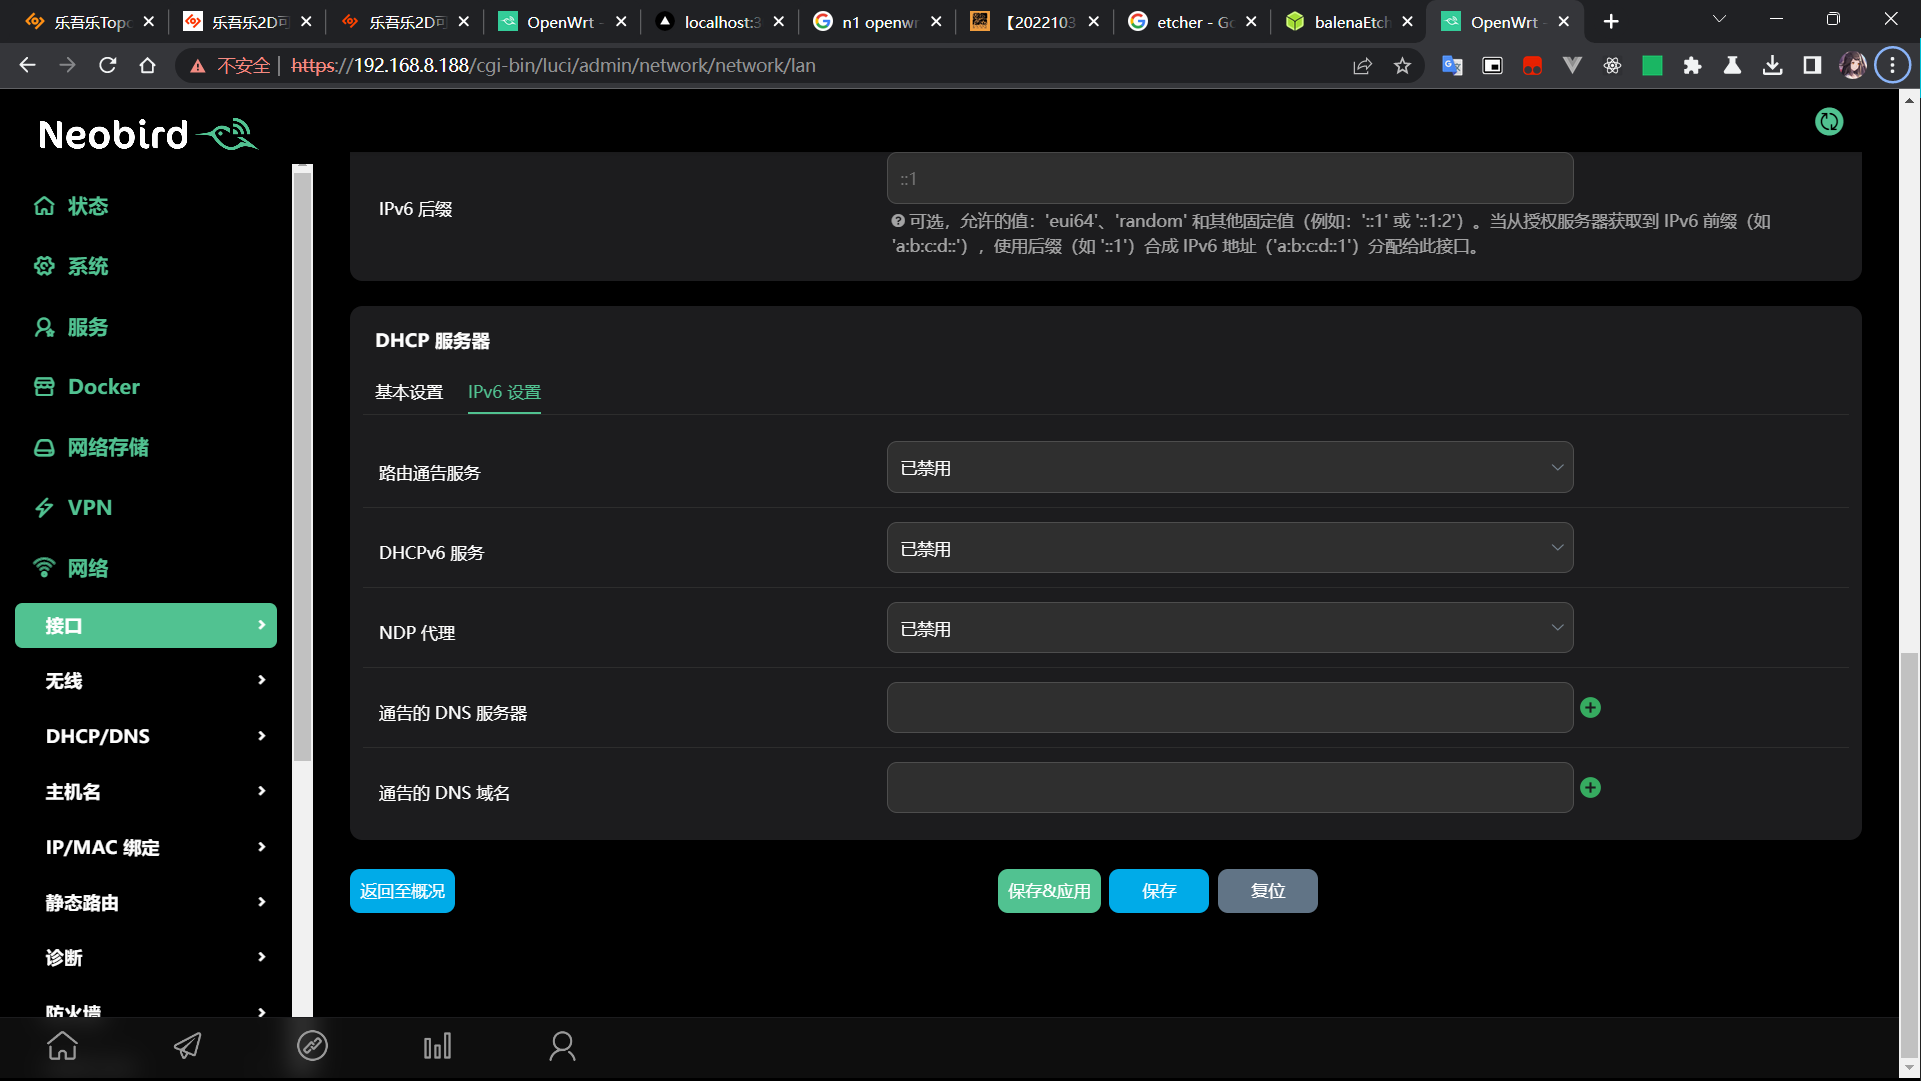 乐吾乐Topo
乐吾乐2D可
乐吾乐2D可
OpenWrt -
localhost:3
n1 openwr
【2022103
etcher - Go
balenaEtch
OpenWrt -
不安全 | https://192.168.8.188/cgi-bin/luci/admin/network/network/lan
Neobird
状态
系统
服务
Docker
网络存储
VPN
网络
接口
无线
DHCP/DNS
主机名
IP/MAC 绑定
静态路由
诊断
防火墙
IPv6 后缀
::1
可选，允许的值：'eui64'、'random' 和其他固定值（例如：'::1' 或 '::1:2'）。当从授权服务器获取到 IPv6 前缀（如
'a:b:c:d::'），使用后缀（如 '::1'）合成 IPv6 地址（'a:b:c:d::1'）分配给此接口。
DHCP 服务器
基本设置 IPv6 设置
路由通告服务 已禁用
DHCPv6 服务 已禁用
NDP 代理 已禁用
通告的 DNS 服务器
通告的 DNS 域名
返回至概况 保存&应用 保存 复位